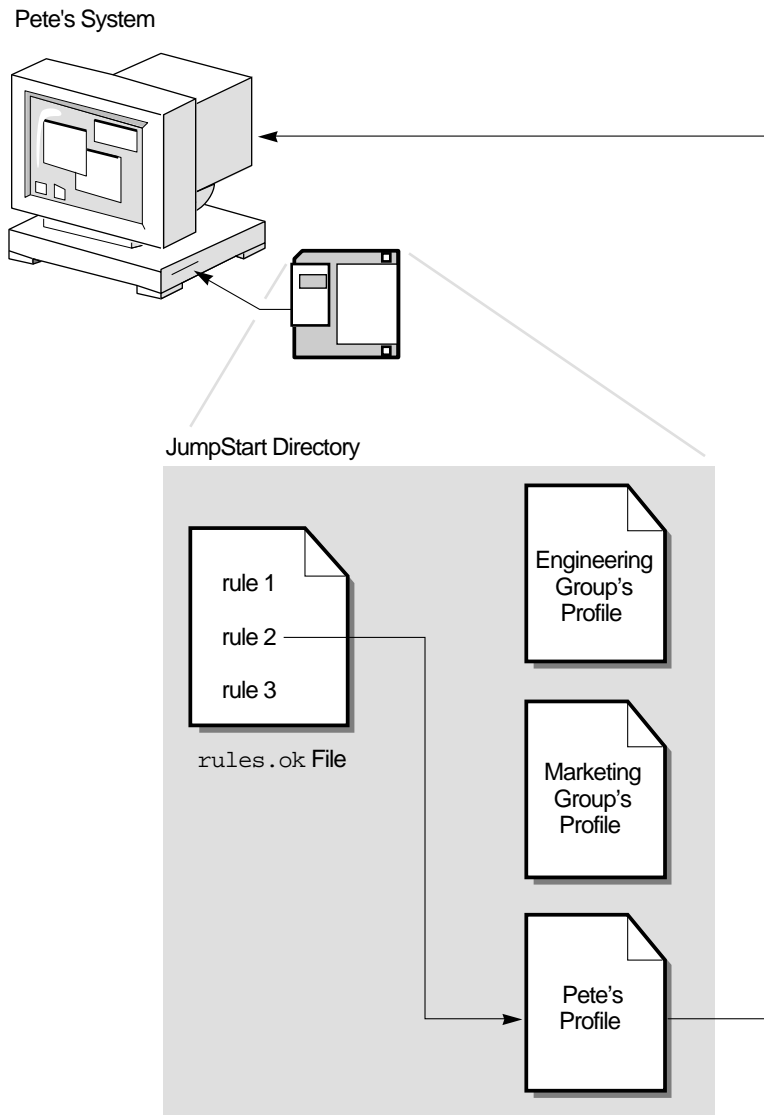 Pete's System
JumpStart Directory
rule 1
rule 2
rule 3
rules.ok File
Engineering
Group's
Profile
Marketing
Group's
Profile
Pete's
Profile